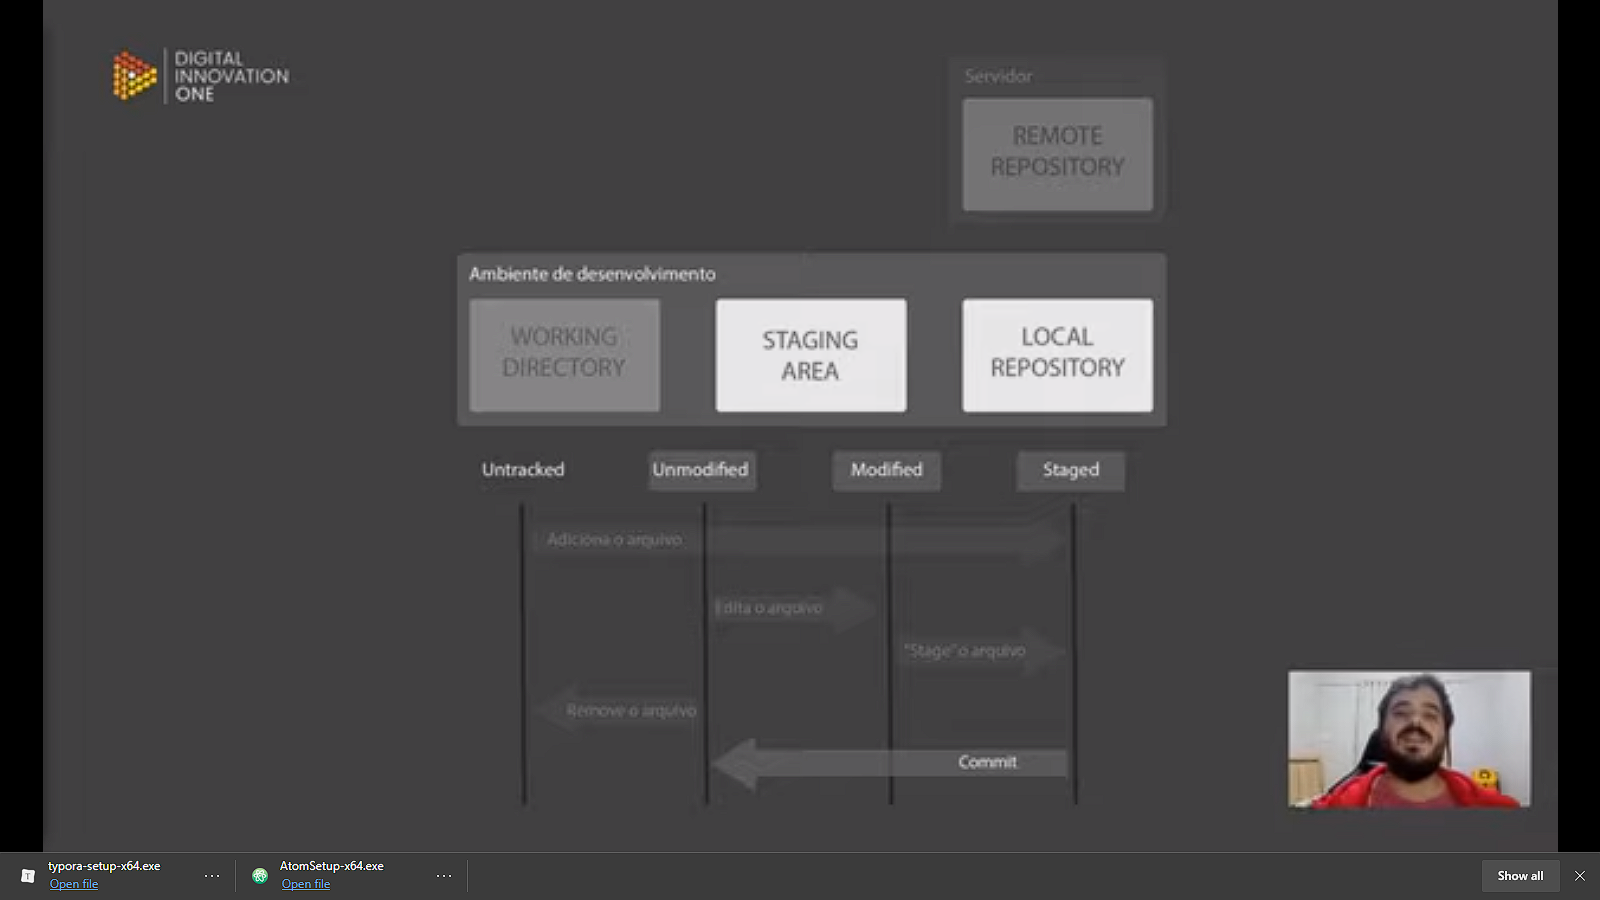 DIGITAL
INNOVATION
ONE
Servidor
REMOTE
REPOSITORY
Ambiente de desenvolvimento
WORKING
DIRECTORY
STAGING
AREA
LOCAL
REPOSITORY
Untracked
Unmodified
Modified
Staged
Adiciona o arquivo
Edita o arquivo
"Stage" o arquivo
Remove o arquivo
Commit
typora-setup-x64.exe
Open file
AtomSetup-x64.exe
Open file
Show all